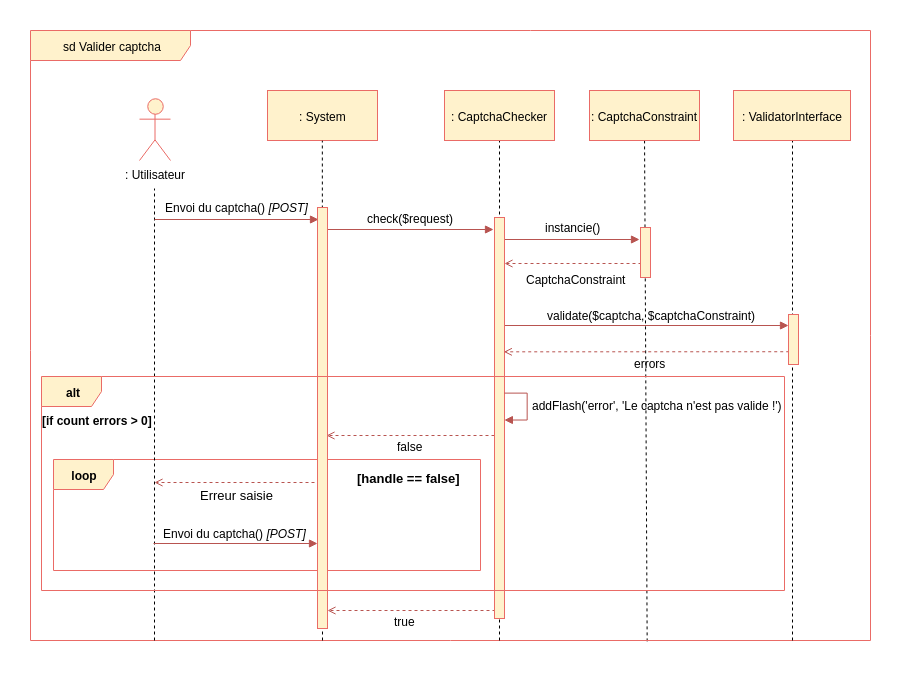 sd Valider captcha
: System
: CaptchaChecker
: CaptchaConstraint
: ValidatorInterface
: Utilisateur
Envoi du captcha() [POST]
check($request)
instancie()
CaptchaConstraint
validate($captcha, $captchaConstraint)
errors
alt
[if count errors > 0]
addFlash('error', 'Le captcha n'est pas valide !')
false
loop
[handle == false]
Erreur saisie
Envoi du captcha() [POST]
true